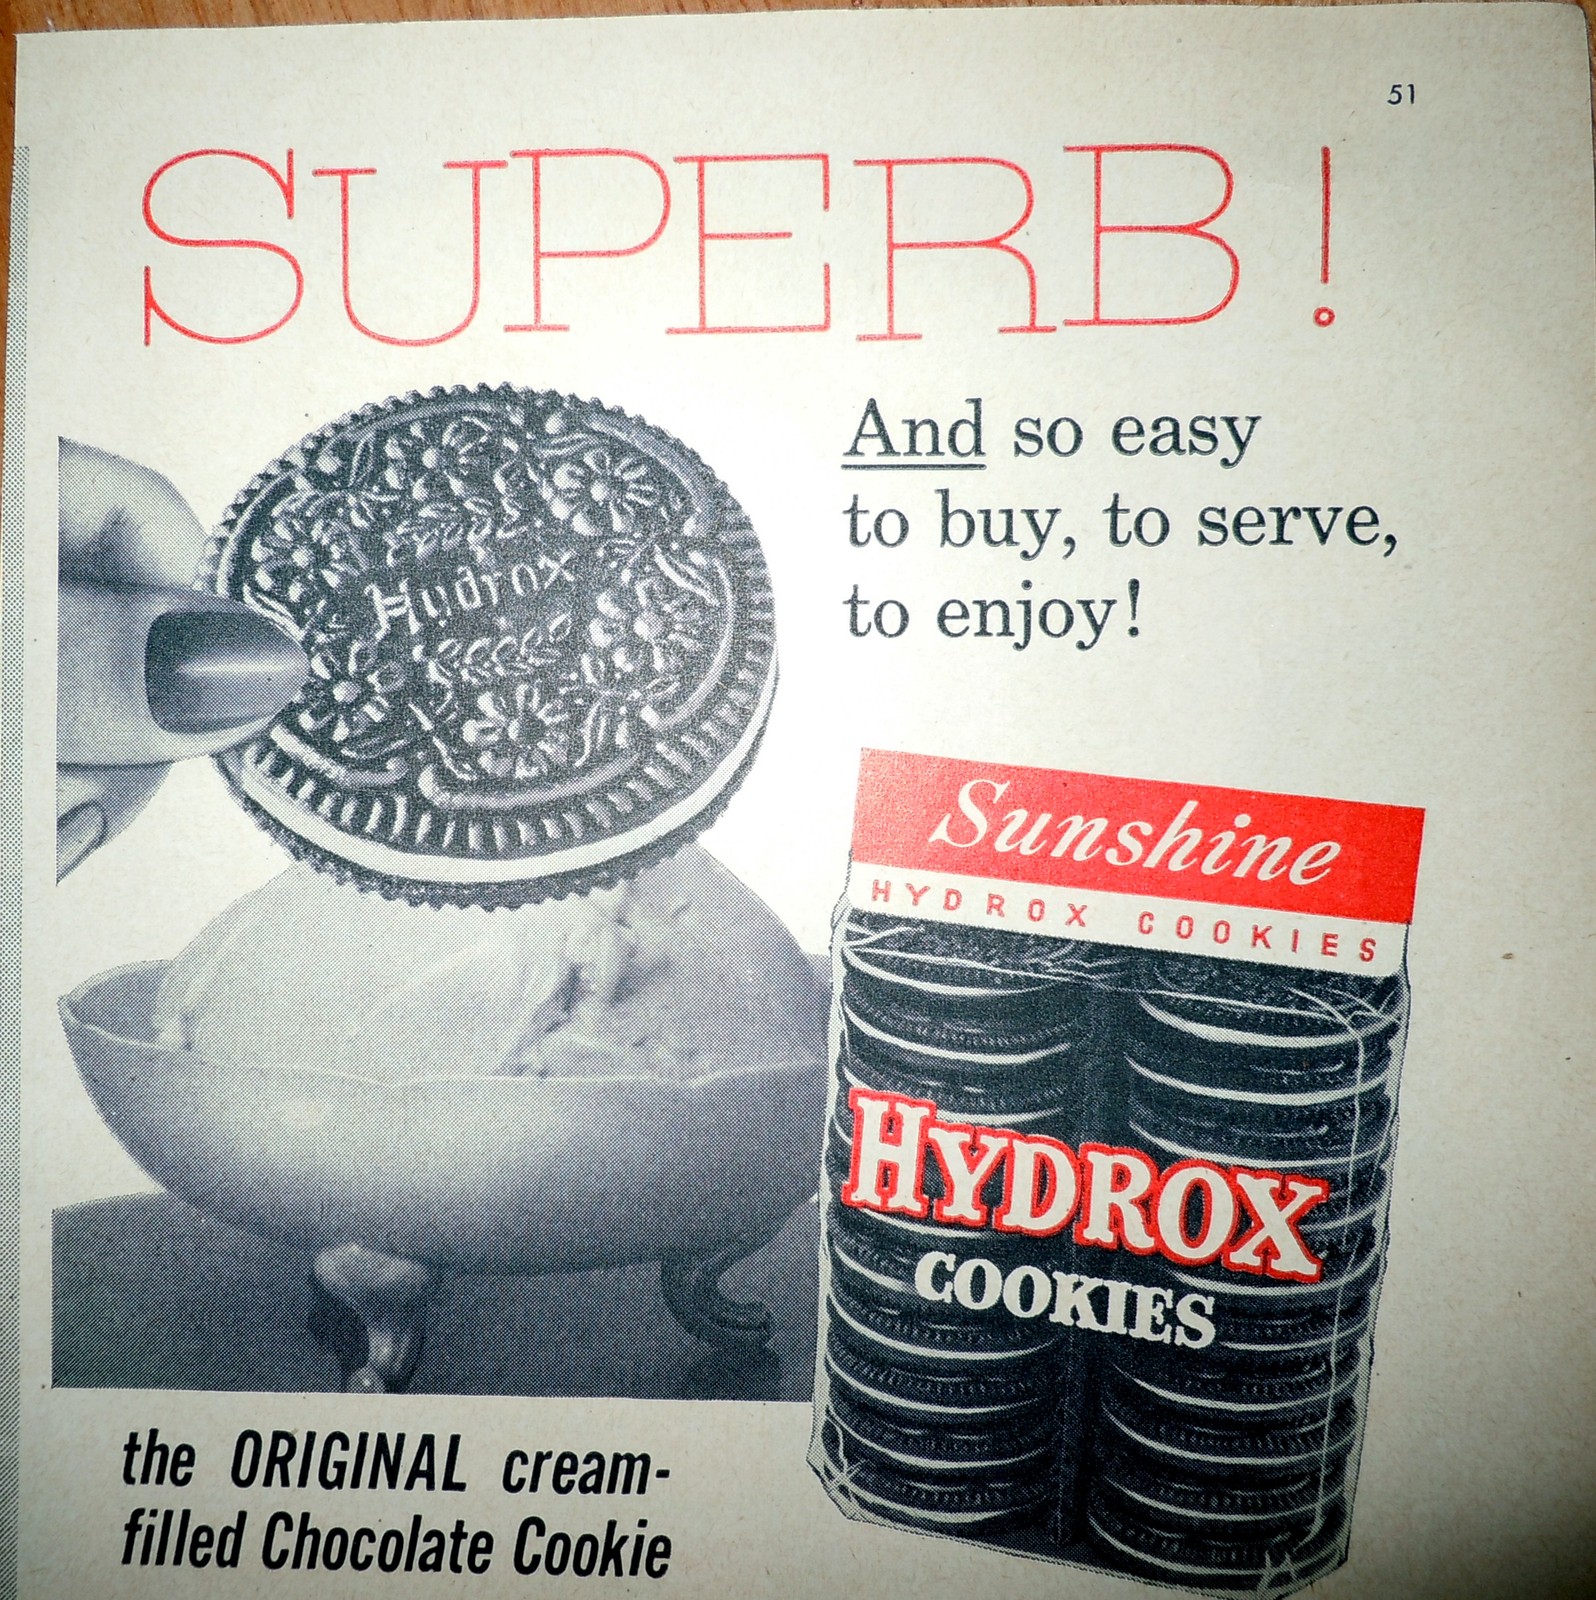 51
SUPERB!
And so easy
to buy, to serve,
to enjoy!
Hydrox
Sunshine
HYDROX COOKIES
HYDROX
COOKIES
the ORIGINAL cream-
filled Chocolate Cookie